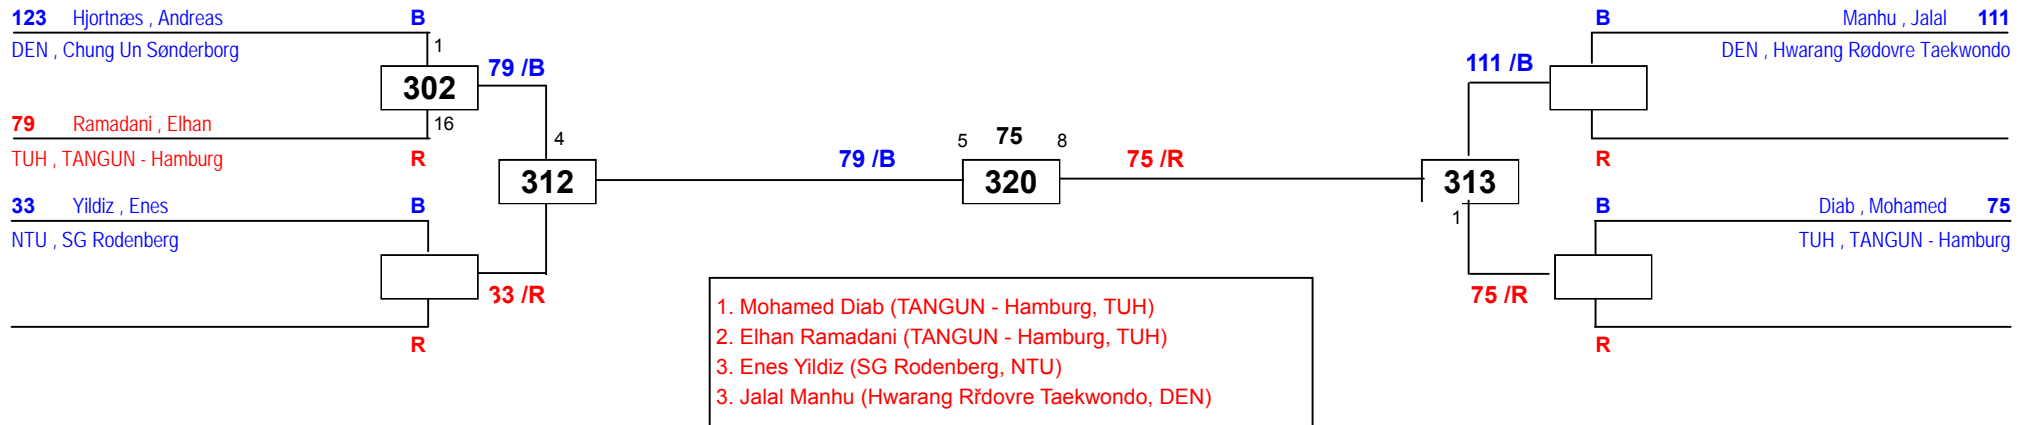 123 Hjortnæs , Andreas B
DEN , Chung Un Sønderborg
1
302
79 /B
16
79 Ramadani , Elhan
TUH , TANGUN - Hamburg R
4
312
33 Yildiz , Enes B
NTU , SG Rodenberg
33 /R
R
79 /B
5 75 8
320
75 /R
B Manhu , Jalal 111
DEN , Hwarang Rødovre Taekwondo
111 /B
R
313
1
B Diab , Mohamed 75
TUH , TANGUN - Hamburg
75 /R
R
1. Mohamed Diab (TANGUN - Hamburg, TUH)
2. Elhan Ramadani (TANGUN - Hamburg, TUH)
3. Enes Yildiz (SG Rodenberg, NTU)
3. Jalal Manhu (Hwarang Rřdovre Taekwondo, DEN)